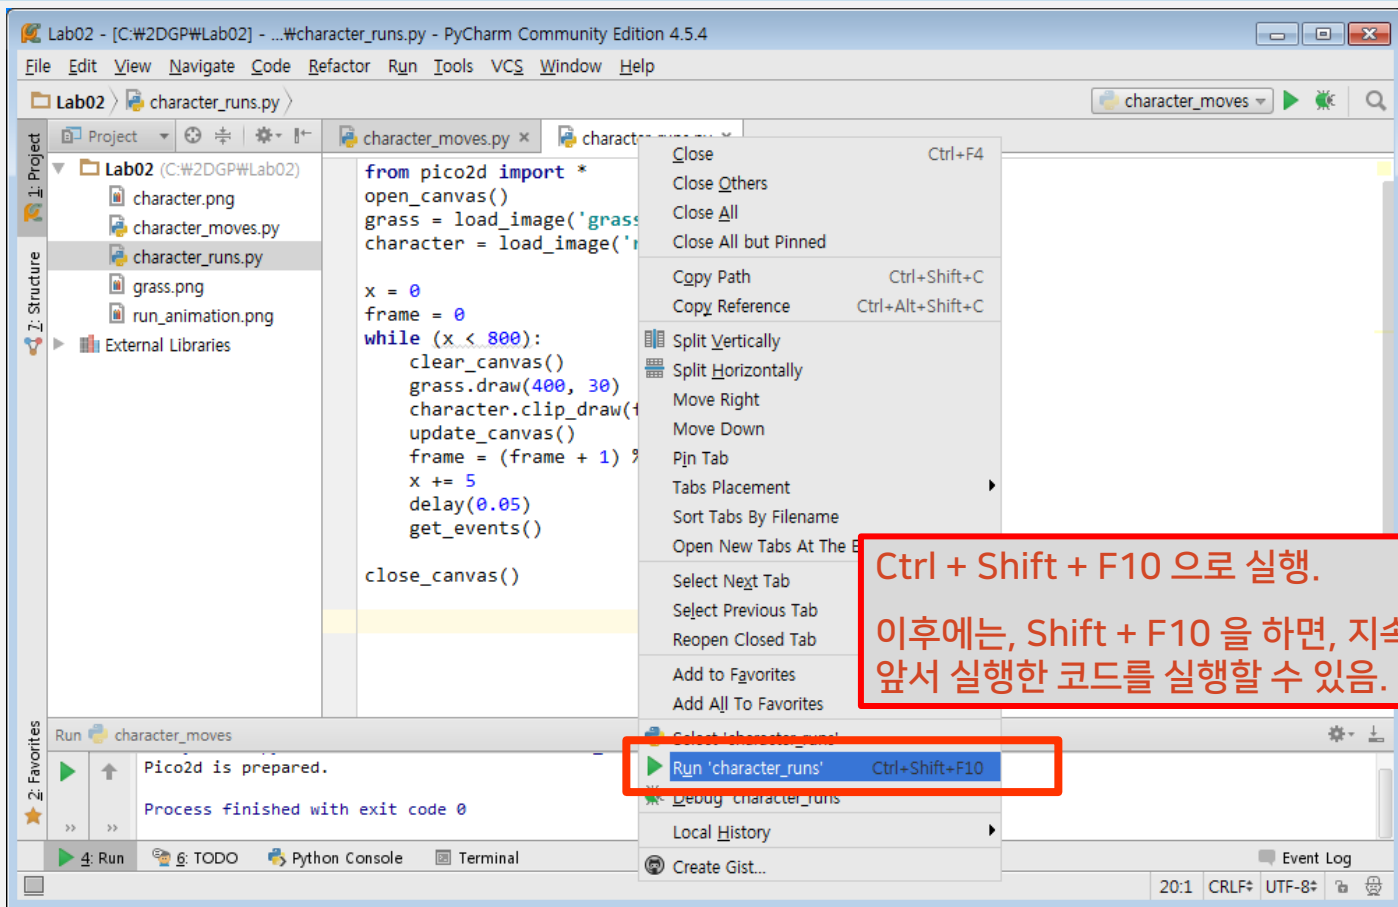 Lab02 - [C:₩2DGP₩Lab02] - ...₩character_runs.py - PyCharm Community Edition 4.5.4
File Edit View Navigate Code Refactor Run Tools VCS Window Help
Lab02 character_runs.py character_moves
1: Project
Z: Structure
2: Favorites
Project
Lab02 (C:₩2DGP₩Lab02)
character.png
character_moves.py
character_runs.py
grass.png
run_animation.png
External Libraries
character_moves.py
from pico2d import *
open_canvas()
grass = load_image('grass
character = load_image('r
x = 0
frame = 0
while (x < 800):
clear_canvas()
grass.draw(400, 30)
character.clip_draw(f
update_canvas()
frame = (frame + 1) %
x += 5
delay(0.05)
get_events()
close_canvas()
Close Ctrl+F4
Close Others
Close All
Close All but Pinned
Copy Path Ctrl+Shift+C
Copy Reference Ctrl+Alt+Shift+C
Split Vertically
Split Horizontally
Move Right
Move Down
Pin Tab
Tabs Placement
Sort Tabs By Filename
Open New Tabs At The E
Select Next Tab
Select Previous Tab
Reopen Closed Tab
Add to Favorites
Add All To Favorites
Select 'character_runs'
Run 'character_runs' Ctrl+Shift+F10
Debug 'character_runs'
Local History
Create Gist...
Ctrl + Shift + F10 으로 실행.
이후에는, Shift + F10 을 하면, 지속
앞서 실행한 코드를 실행할 수 있음.
Run character_moves
Pico2d is prepared.
Process finished with exit code 0
4: Run 6: TODO Python Console Terminal Event Log
20:1 CRLF UTF-8